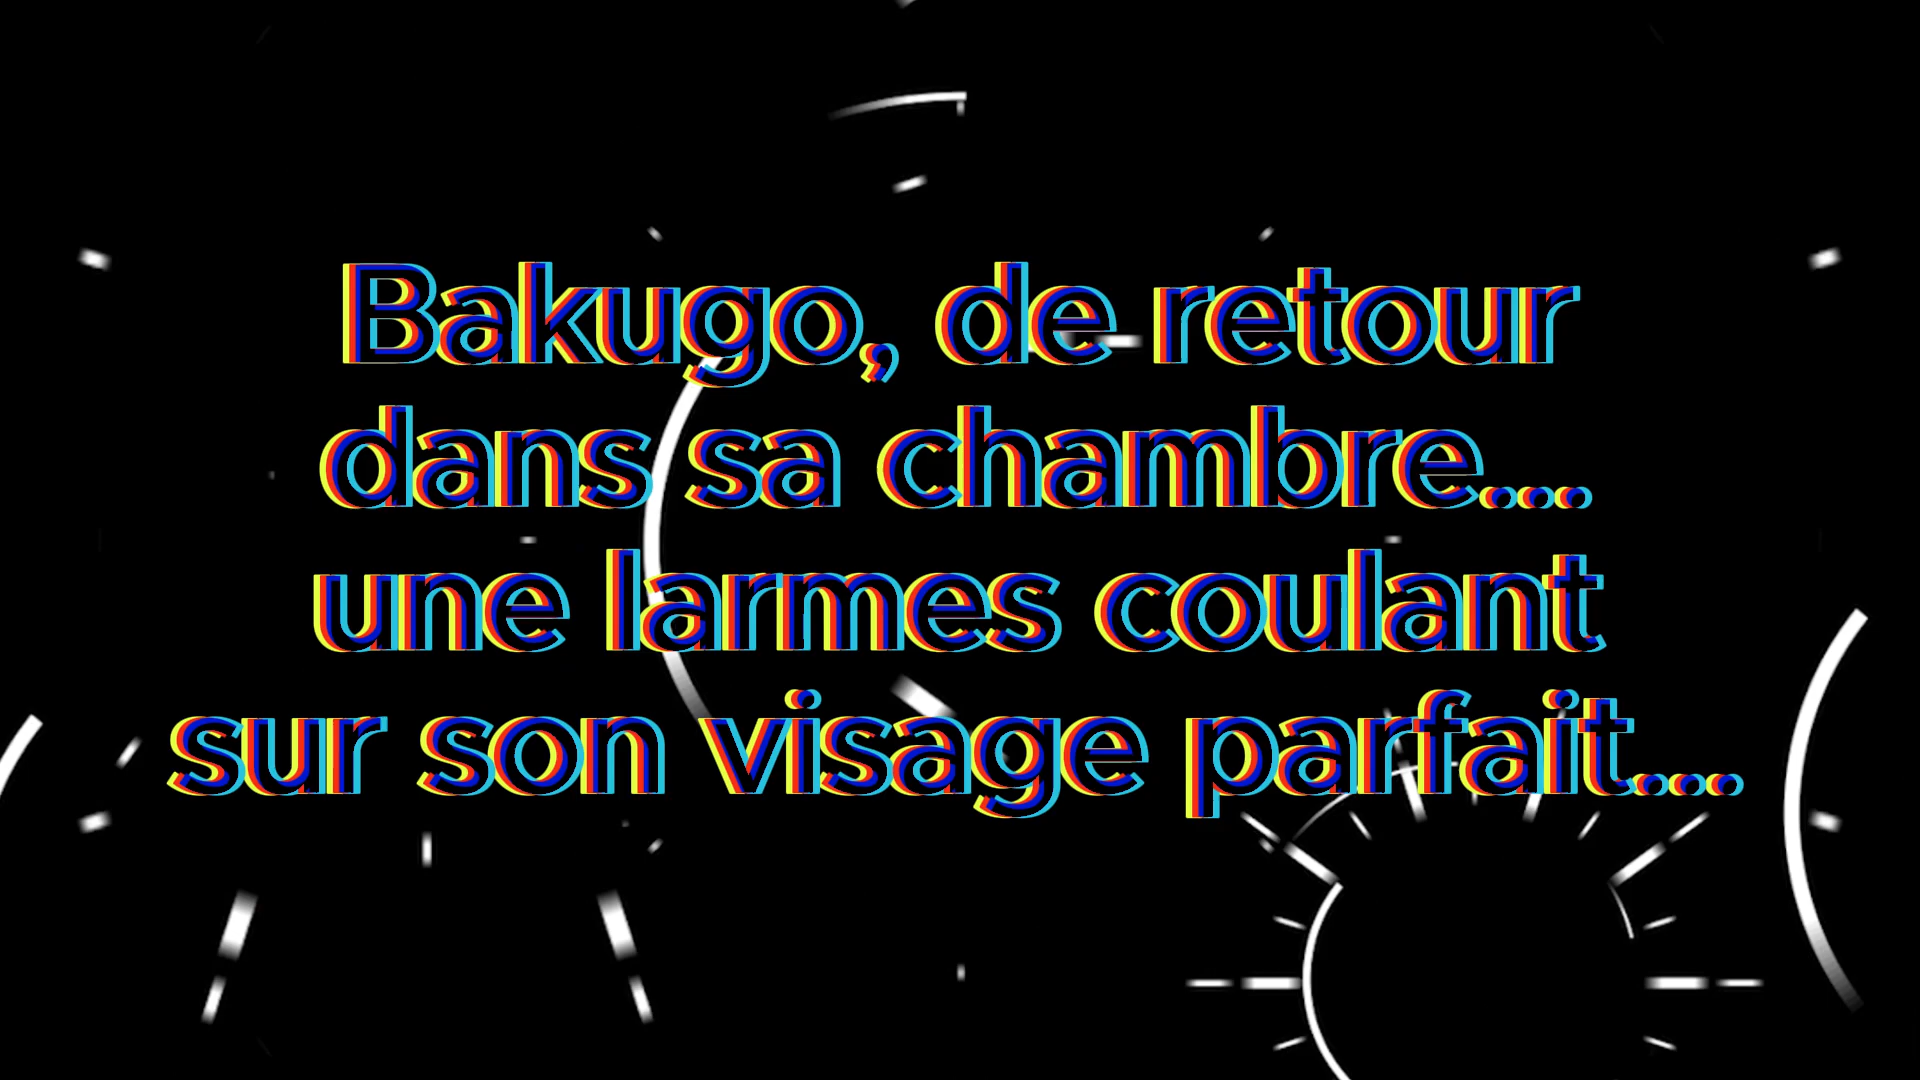 Bakugo, de retour
dans sa chambre...
une larmes coulant
sur son visage parfait...